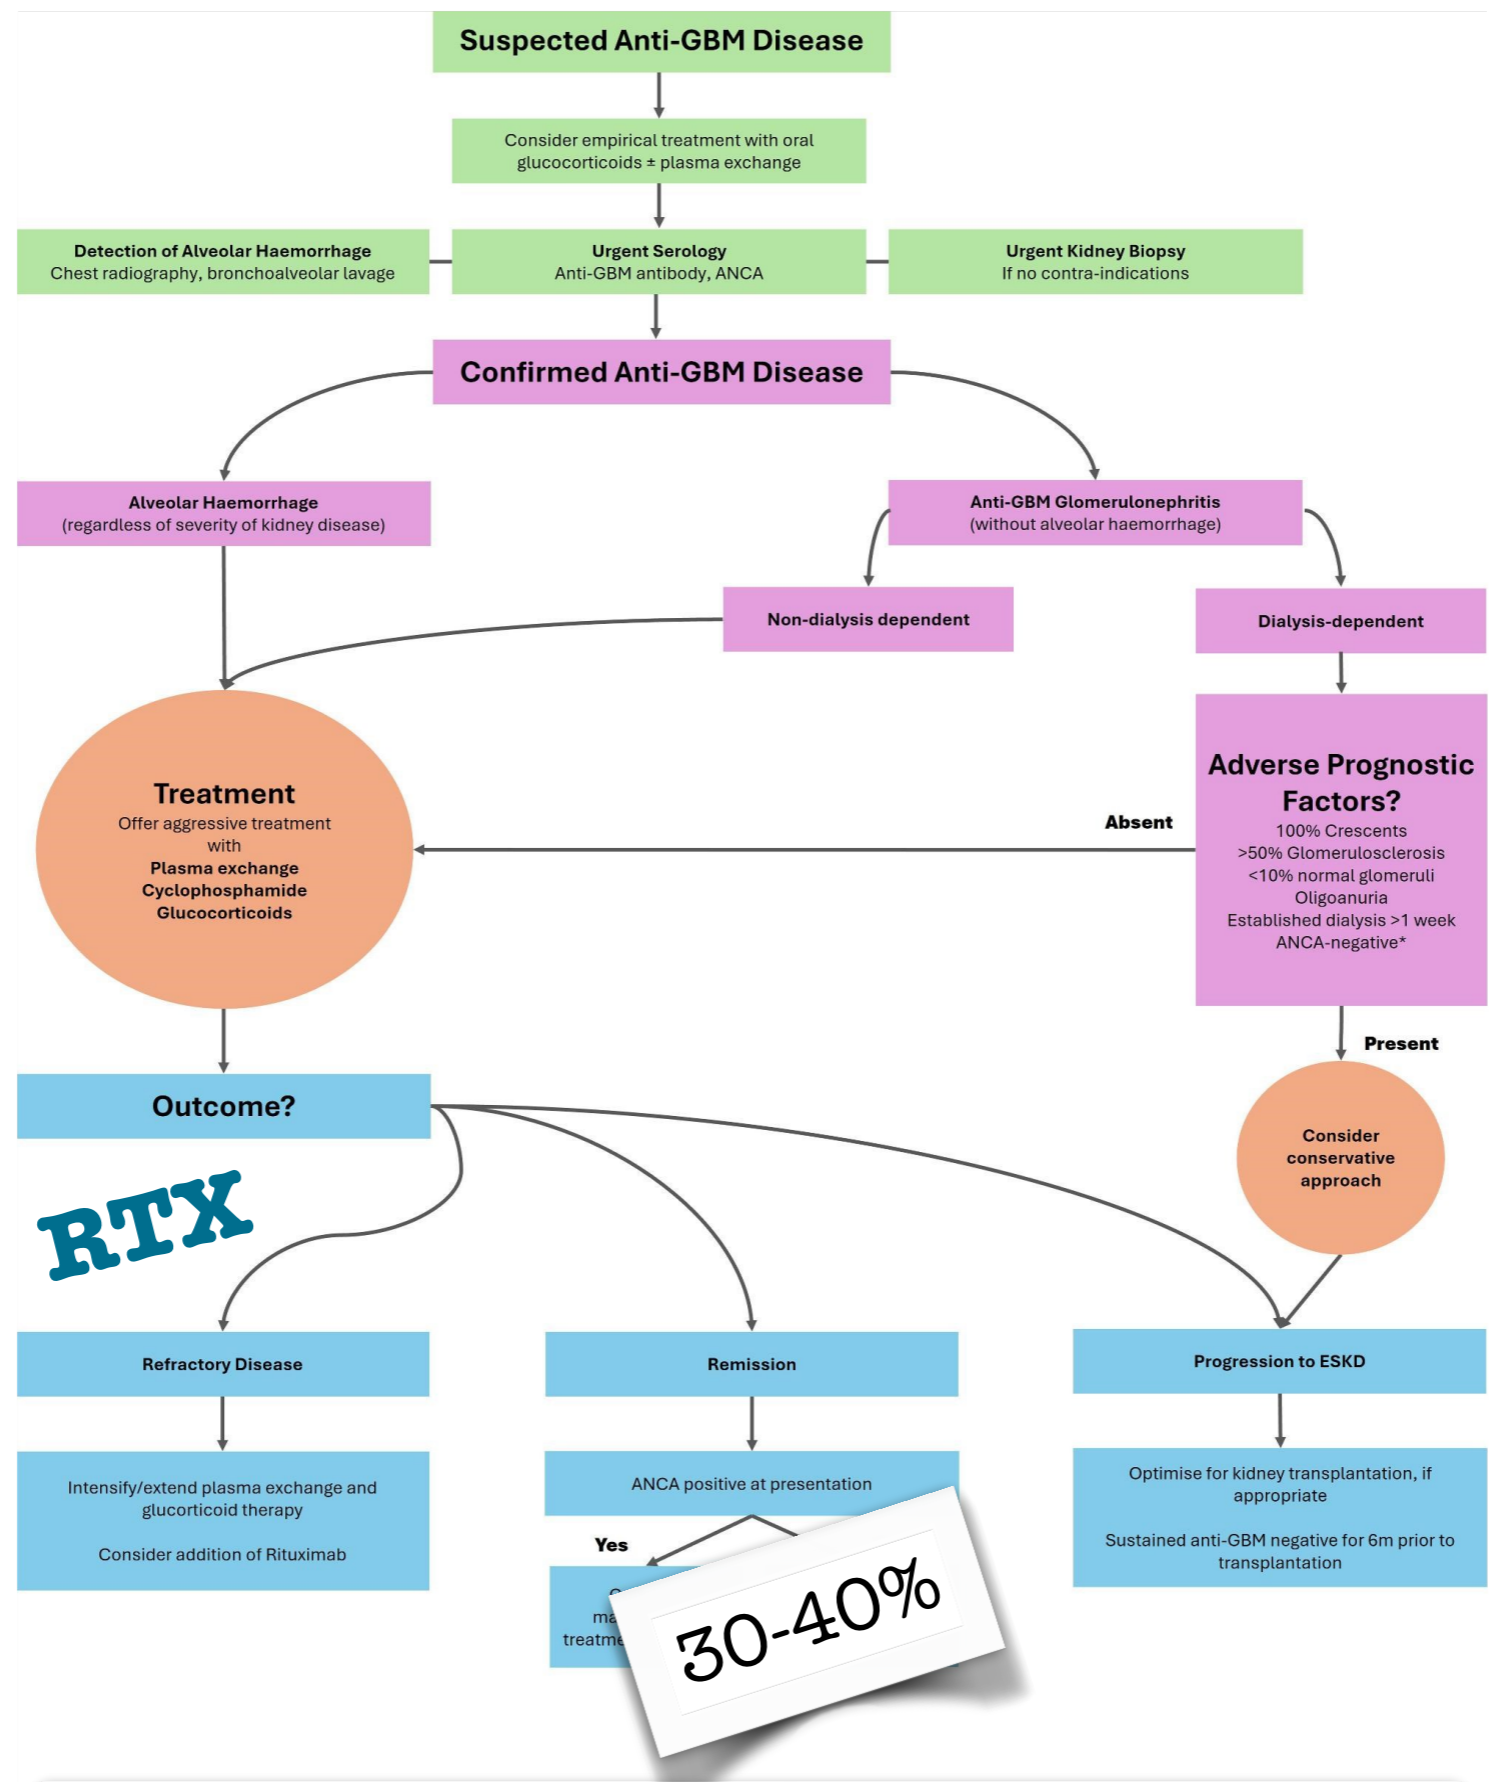 Suspected Anti-GBM Disease
Consider empirical treatment with oral
glucocorticoids ± plasma exchange
Detection of Alveolar Haemorrhage
Chest radiography, bronchoalveolar lavage
Urgent Serology
Anti-GBM antibody, ANCA
Urgent Kidney Biopsy
If no contra-indications
Confirmed Anti-GBM Disease
Alveolar Haemorrhage
(regardless of severity of kidney disease)
Anti-GBM Glomerulonephritis
(without alveolar haemorrhage)
Non-dialysis dependent
Dialysis-dependent
Treatment
Offer aggressive treatment
with
Plasma exchange
Cyclophosphamide
Glucocorticoids
Absent
Adverse Prognostic
Factors?
100% Crescents
>50% Glomerulosclerosis
<10% normal glomeruli
Oligoanuria
Established dialysis >1 week
ANCA-negative*
Present
Consider
conservative
approach
Outcome?
RTX
Refractory Disease
Intensify/extend plasma exchange and
glucorticoid therapy
Consider addition of Rituximab
Remission
ANCA positive at presentation
Yes
30-40%
Progression to ESKD
Optimise for kidney transplantation, if
appropriate
Sustained anti-GBM negative for 6m prior to
transplantation